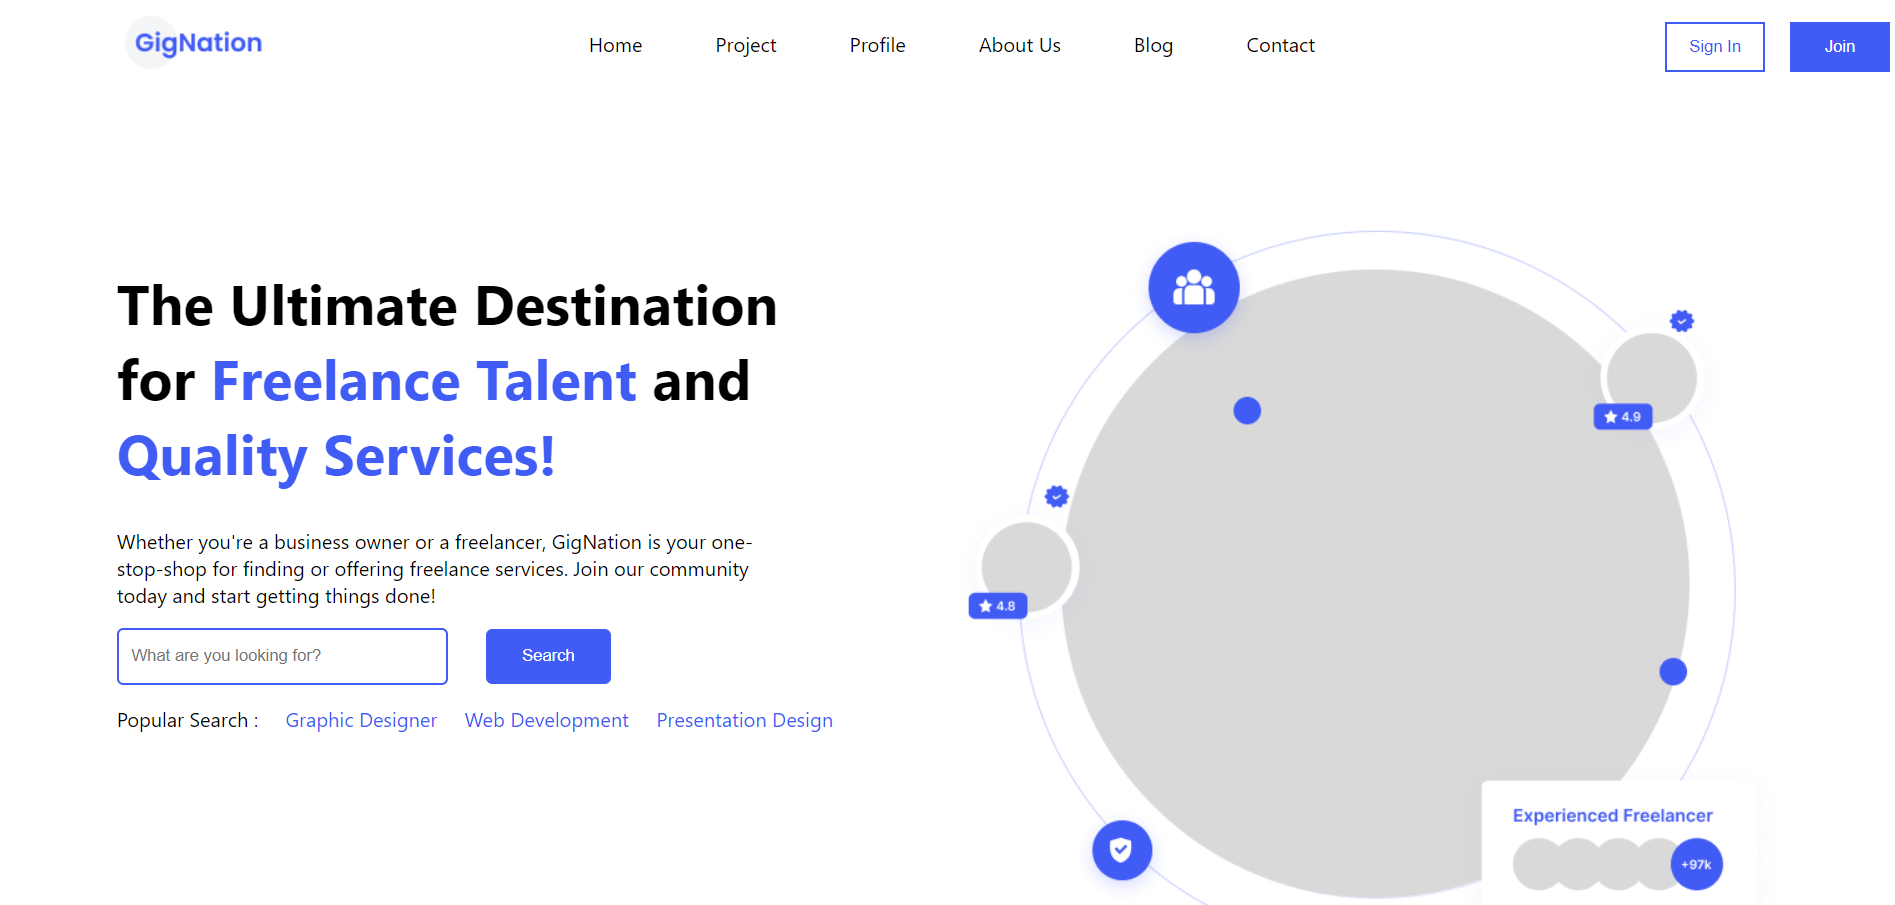 GigNation
Home Project Profile About Us Blog Contact
Sign In Join
The Ultimate Destination
for Freelance Talent and
Quality Services!
Whether you're a business owner or a freelancer, GigNation is your one-
stop-shop for finding or offering freelance services. Join our community
today and start getting things done!
What are you looking for? Search
Popular Search : Graphic Designer Web Development Presentation Design
4.9
4.8
Experienced Freelancer
+97k